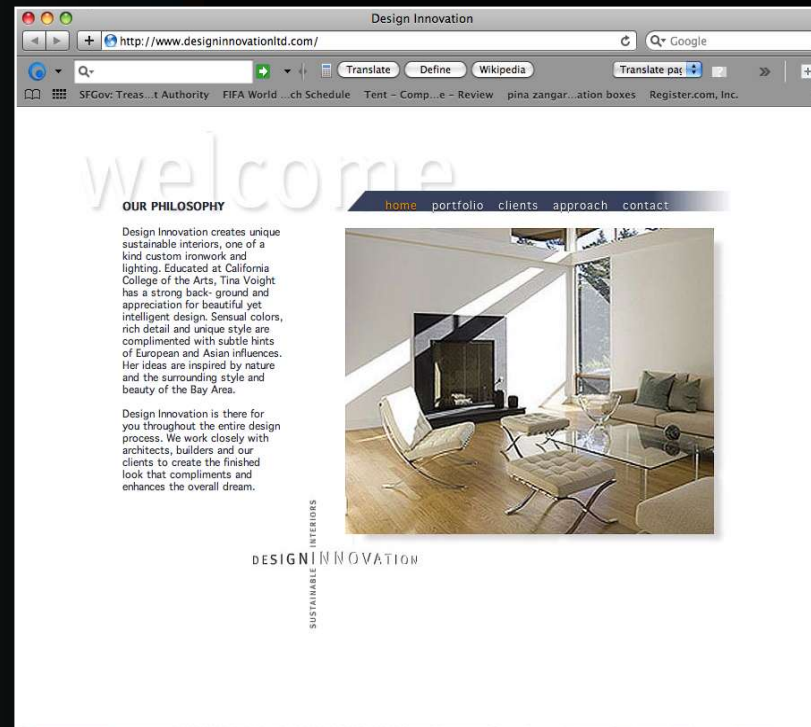 Design Innovation
http://www.designinnovationltd.com/
Google
Translate
Define
Wikipedia
Translate pag
SFGov: Treas...t Authority
FIFA World ...ch Schedule
Tent – Comp...e – Review
pina zangar...ation boxes
Register.com, Inc.
welcome
home portfolio clients approach contact
OUR PHILOSOPHY
Design Innovation creates unique
sustainable interiors, one of a
kind custom ironwork and
lighting. Educated at California
College of the Arts, Tina Voight
has a strong back- ground and
appreciation for beautiful yet
intelligent design. Sensual colors,
rich detail and unique style are
complimented with subtle hints
of European and Asian influences.
Her ideas are inspired by nature
and the surrounding style and
beauty of the Bay Area.
Design Innovation is there for
you throughout the entire design
process. We work closely with
architects, builders and our
clients to create the finished
look that compliments and
enhances the overall dream.
DESIGNINNOVATION
SUSTAINABLE INTERIORS